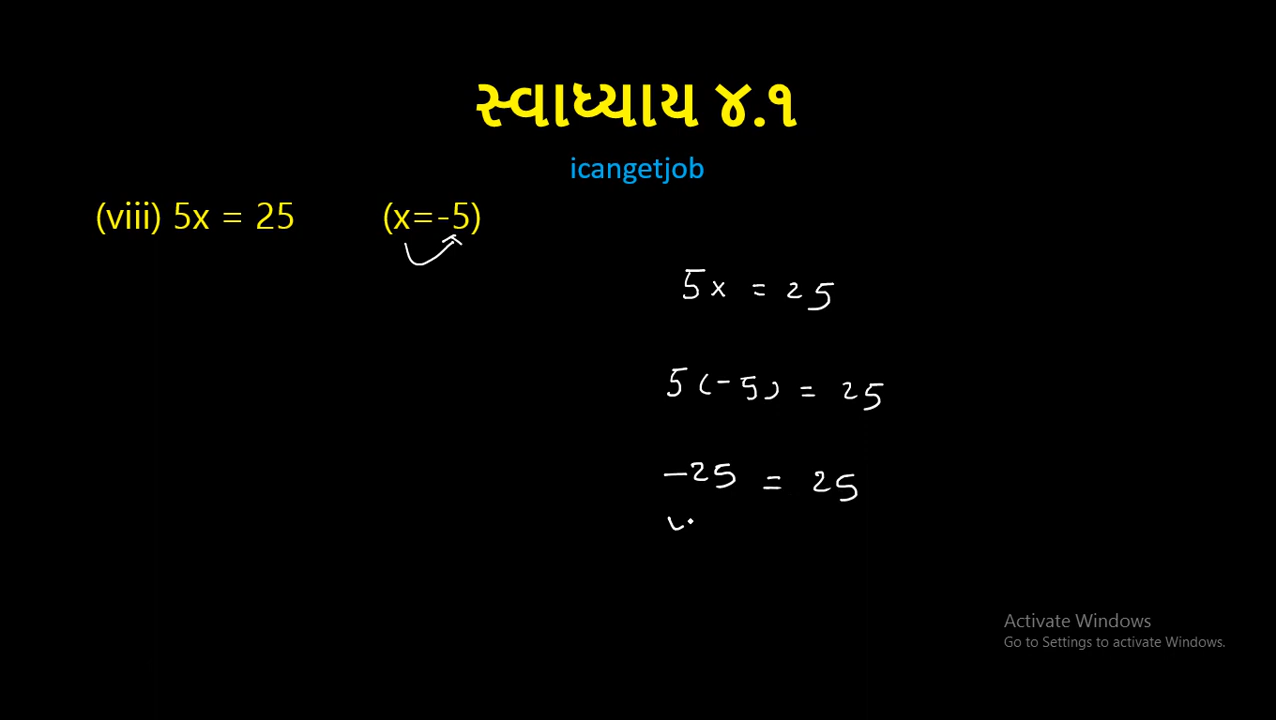 સ્વાધ્યાય ૪.૧
icangetjob
(viii) 5x = 25 (x=-5)
5x = 25
5(-5) = 25
-25 = 25
Activate Windows
Go to Settings to activate Windows.